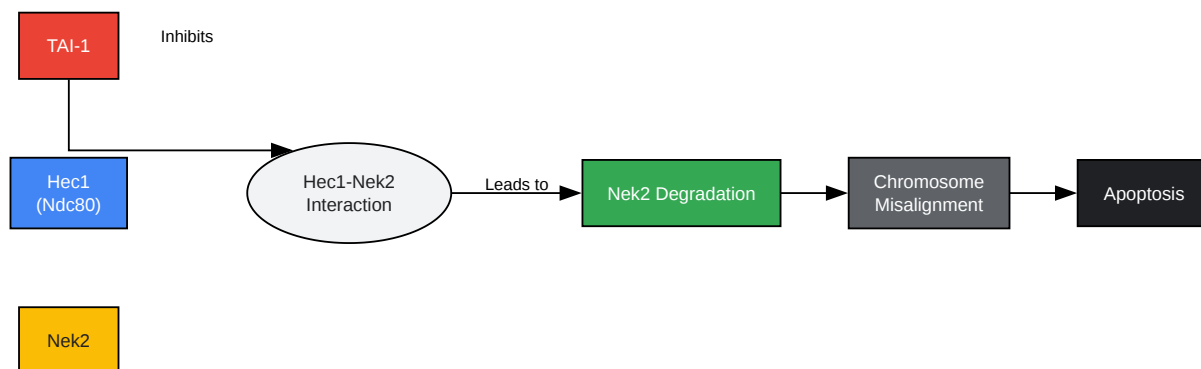 TAI-1
Inhibits
Hec1
(Ndc80)
Hec1-Nek2
Interaction
Leads to
Nek2 Degradation
Chromosome
Misalignment
Apoptosis
Nek2